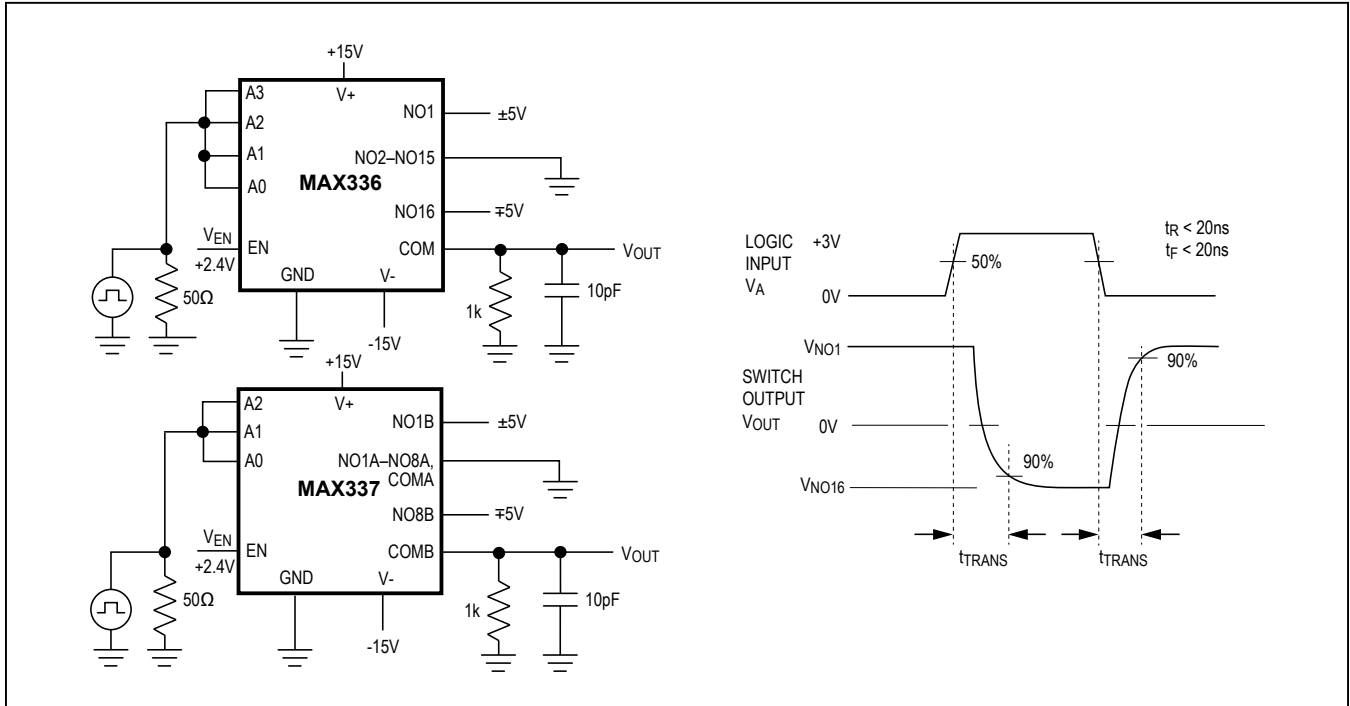 +15V
A3
V+
NO1
±5V
A2
A1
NO2–NO15
A0
MAX336
NO16
∓5V
VEN
EN
COM
VOUT
+2.4V
GND
V-
50Ω
1k
10pF
-15V
+15V
A2
V+
NO1B
±5V
A1
A0
NO1A–NO8A,
COMA
MAX337
NO8B
∓5V
VEN
EN
COMB
VOUT
+2.4V
GND
V-
50Ω
1k
10pF
-15V
LOGIC
INPUT
VA
+3V
50%
0V
tR < 20ns
tF < 20ns
VNO1
90%
SWITCH
OUTPUT
VOUT
0V
90%
VNO16
tTRANS
tTRANS